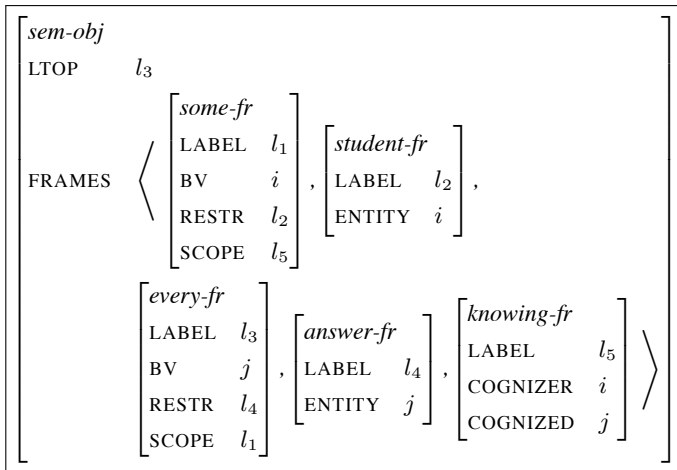 sem-obj
LTOP l₃
FRAMES ⟨ [some-fr LABEL l₁ BV i RESTR l₂ SCOPE l₅] , [student-fr LABEL l₂ ENTITY i] ,
[every-fr LABEL l₃ BV j RESTR l₄ SCOPE l₁] , [answer-fr LABEL l₄ ENTITY j] , [knowing-fr LABEL l₅ COGNIZER i COGNIZED j] ⟩